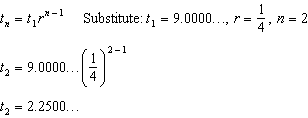 tₙ = t₁rⁿ⁻¹ Substitute: t₁ = 9.0000..., r = 1/4, n = 2
t₂ = 9.0000...(1/4)²⁻¹
t₂ = 2.2500...